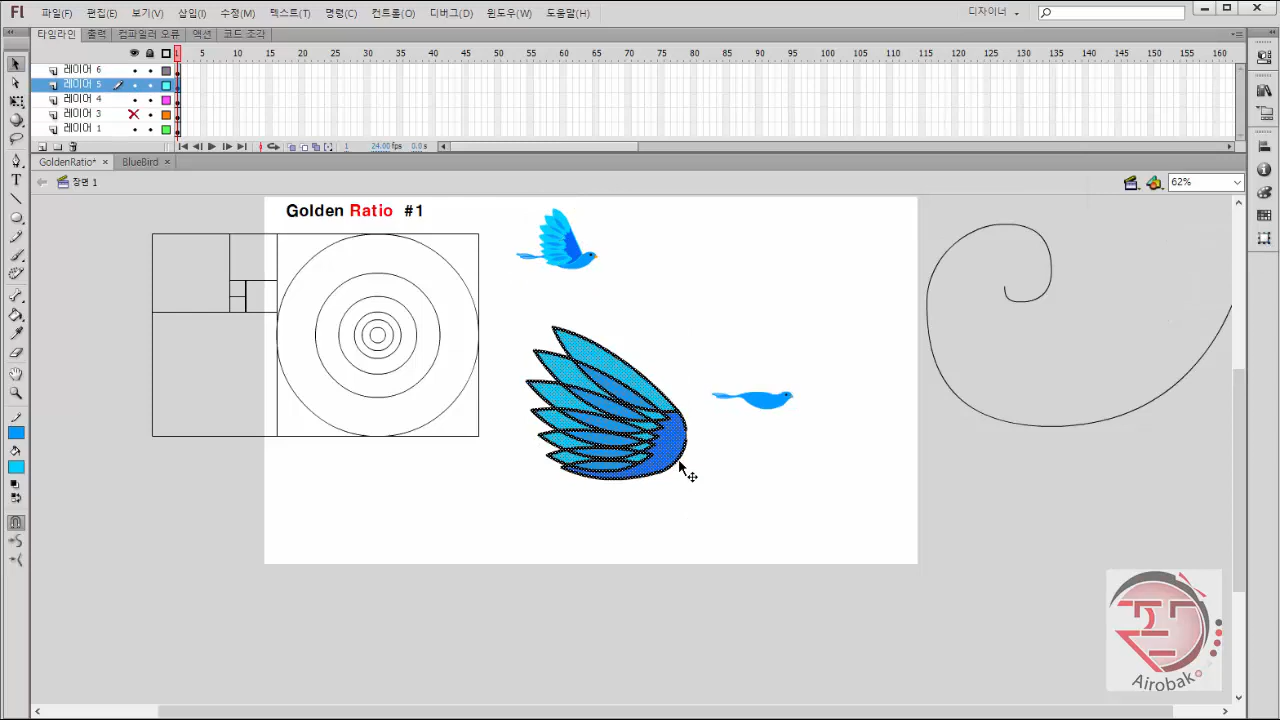 Fl 파일(F) 편집(E) 보기(V) 삽입(I) 수정(M) 텍스트(T) 명령(C) 컨트롤(O) 디버그(D) 윈도우(W) 도움말(H) 디자이너
타임라인 출력 컴파일러 오류 액션 코드 조각
1 5 10 15 20 25 30 35 40 45 50 55 60 65 70 75 80 85 90 95 100 105 110 115 120 125 130 135 140 145 150 155 160
레이어 6
레이어 5
레이어 4
레이어 3
레이어 1
1 24.00 fps 0.0 s
GoldenRatio* × BlueBird ×
장면 1 62%
Golden Ratio #1
Airobak